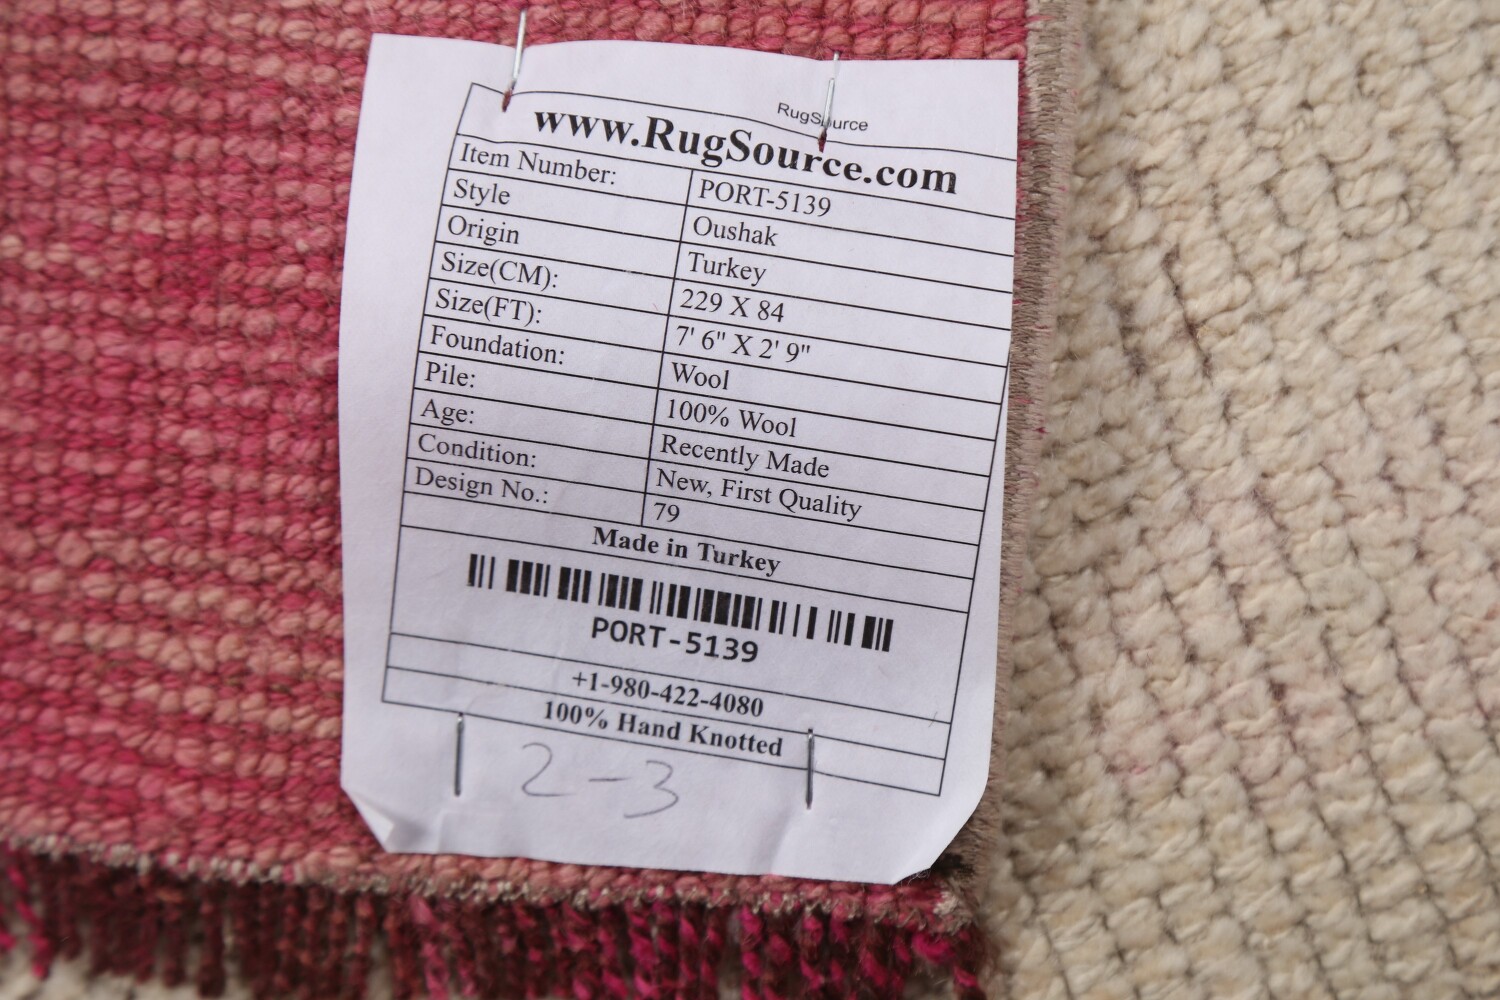 RugSource
www.RugSource.com
Item Number: PORT-5139
Style Oushak
Origin Turkey
Size(CM): 229 X 84
Size(FT): 7' 6" X 2' 9"
Foundation: Wool
Pile: 100% Wool
Age: Recently Made
Condition: New, First Quality
Design No.: 79
Made in Turkey
PORT-5139
+1-980-422-4080
100% Hand Knotted
2-3